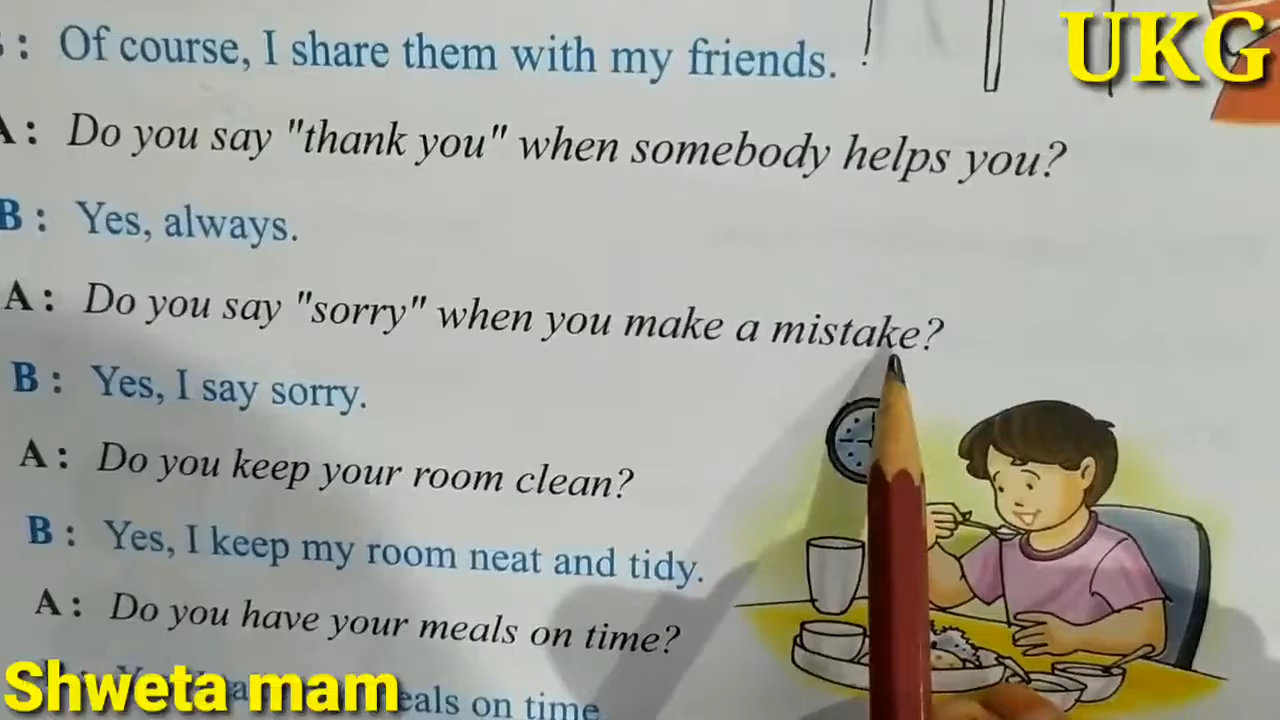 : Of course, I share them with my friends.
UKG
A : Do you say "thank you" when somebody helps you?
B : Yes, always.
A : Do you say "sorry" when you make a mistake?
B : Yes, I say sorry.
A : Do you keep your room clean?
B : Yes, I keep my room neat and tidy.
A : Do you have your meals on time?
eals on time
Shweta mam